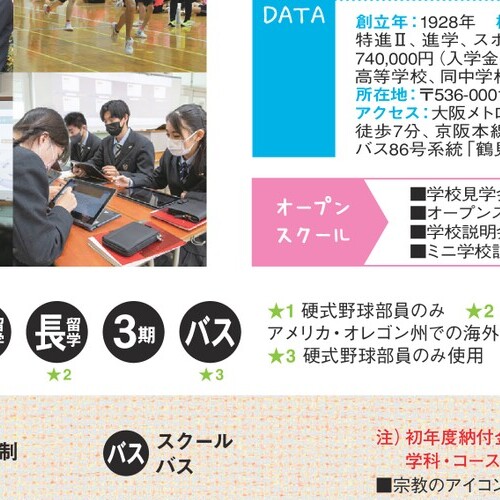 DATA
創立年：1928年
特進Ⅱ、進学、スポ
740,000円（入学金
高等学校、同中学校
所在地：〒536-0001
アクセス：大阪メトロ
徒歩7分、京阪本線
バス86号系統「鶴見
オープン
スクール
■学校見学会
■オープンス
■学校説明会
■ミニ学校説
留学
長留学
3期
バス
★2
★3
★1 硬式野球部員のみ ★2
アメリカ・オレゴン州での海外
★3 硬式野球部員のみ使用
制
バス スクール
バス
注）初年度納付金
学科・コース
■宗教のアイコン